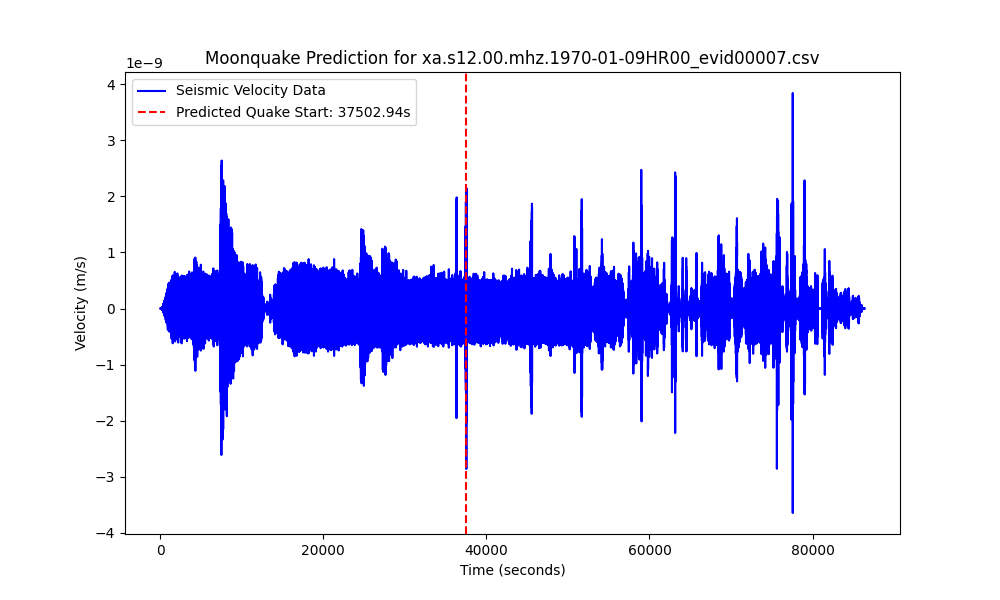 Moonquake Prediction for xa.s12.00.mhz.1970-01-09HR00_evid00007.csv
1e−9
Seismic Velocity Data
Predicted Quake Start: 37502.94s
4
3
2
1
0
−1
−2
−3
−4
Velocity (m/s)
0 20000 40000 60000 80000
Time (seconds)